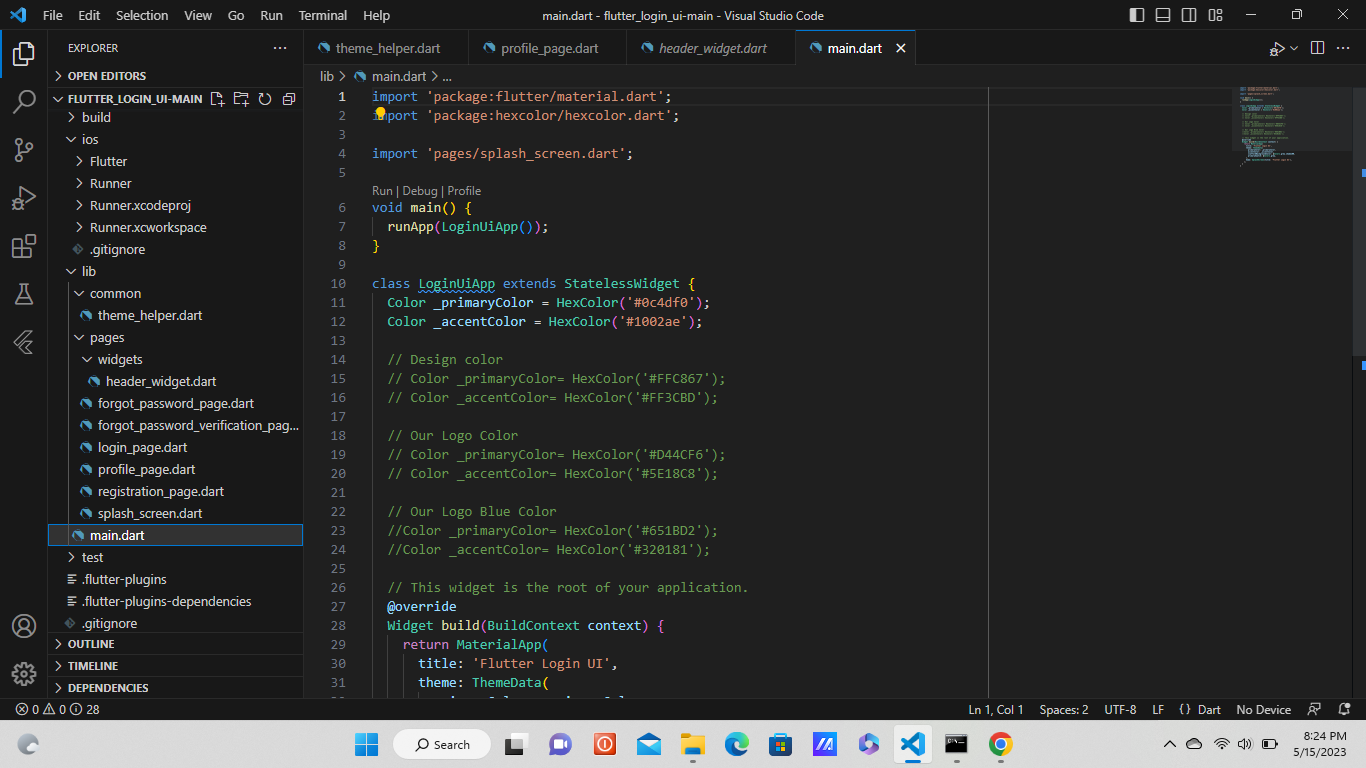 File Edit Selection View Go Run Terminal Help
main.dart - flutter_login_ui-main - Visual Studio Code
EXPLORER
OPEN EDITORS
FLUTTER_LOGIN_UI-MAIN
build
ios
Flutter
Runner
Runner.xcodeproj
Runner.xcworkspace
.gitignore
lib
common
theme_helper.dart
pages
widgets
header_widget.dart
forgot_password_page.dart
forgot_password_verification_pag...
login_page.dart
profile_page.dart
registration_page.dart
splash_screen.dart
main.dart
test
.flutter-plugins
.flutter-plugins-dependencies
.gitignore
OUTLINE
TIMELINE
DEPENDENCIES
theme_helper.dart profile_page.dart header_widget.dart main.dart
lib > main.dart > ...
1 import 'package:flutter/material.dart';
2 import 'package:hexcolor/hexcolor.dart';
3
4 import 'pages/splash_screen.dart';
5
Run | Debug | Profile
6 void main() {
7 runApp(LoginUiApp());
8 }
9
10 class LoginUiApp extends StatelessWidget {
11 Color _primaryColor = HexColor('#0c4df0');
12 Color _accentColor = HexColor('#1002ae');
13
14 // Design color
15 // Color _primaryColor= HexColor('#FFC867');
16 // Color _accentColor= HexColor('#FF3CBD');
17
18 // Our Logo Color
19 // Color _primaryColor= HexColor('#D44CF6');
20 // Color _accentColor= HexColor('#5E18C8');
21
22 // Our Logo Blue Color
23 //Color _primaryColor= HexColor('#651BD2');
24 //Color _accentColor= HexColor('#320181');
25
26 // This widget is the root of your application.
27 @override
28 Widget build(BuildContext context) {
29 return MaterialApp(
30 title: 'Flutter Login UI',
31 theme: ThemeData(
0 0 28
Ln 1, Col 1 Spaces: 2 UTF-8 LF {} Dart No Device
Search
8:24 PM
5/15/2023